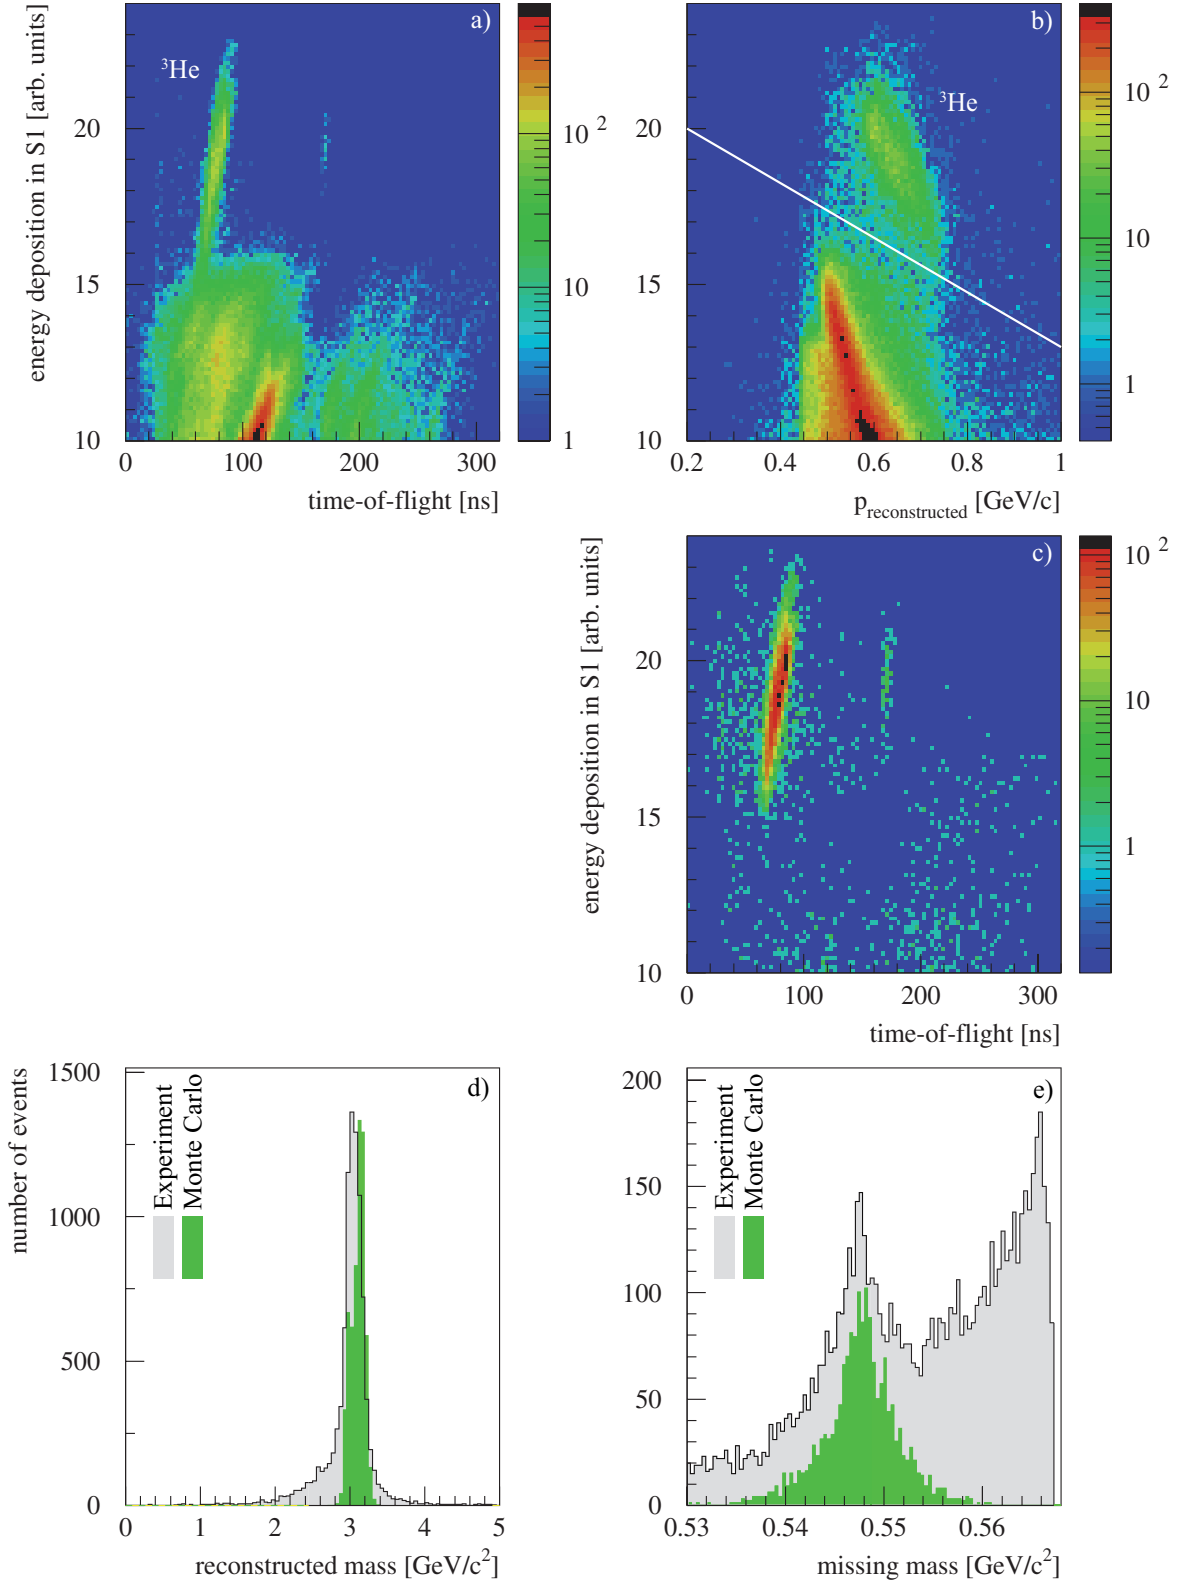 a)
³He
energy deposition in S1 [arb. units]
20
15
10
0
100
200
300
time-of-flight [ns]
10 ²
10
1
b)
³He
20
15
10
0.2
0.4
0.6
0.8
1
p_reconstructed [GeV/c]
10 ²
10
1
c)
energy deposition in S1 [arb. units]
20
15
10
0
100
200
300
time-of-flight [ns]
10 ²
10
1
d)
number of events
1500
1000
500
0
Experiment
Monte Carlo
0
1
2
3
4
5
reconstructed mass [GeV/c²]
e)
200
150
100
50
0
Experiment
Monte Carlo
0.53
0.54
0.55
0.56
missing mass [GeV/c²]